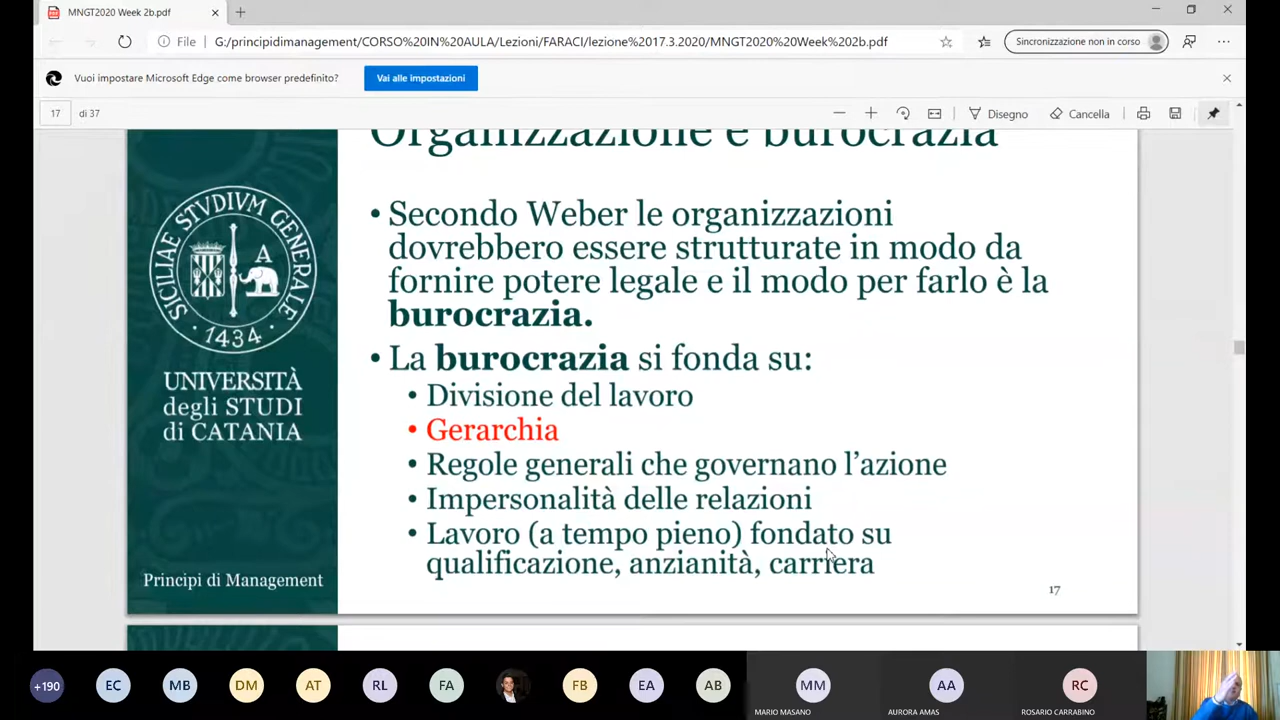 MNGT2020 Week 2b.pdf
File
G:/principidimanagement/CORSO%20IN%20AULA/Lezioni/FARACI/lezione%2017.3.2020/MNGT2020%20Week%202b.pdf
Sincronizzazione non in corso
Vuoi impostare Microsoft Edge come browser predefinito?
Vai alle impostazioni
17 di 37
Disegno
Cancella
Organizzazione e burocrazia
• Secondo Weber le organizzazioni
dovrebbero essere strutturate in modo da
fornire potere legale e il modo per farlo è la
burocrazia.
• La burocrazia si fonda su:
• Divisione del lavoro
• Gerarchia
• Regole generali che governano l’azione
• Impersonalità delle relazioni
• Lavoro (a tempo pieno) fondato su
qualificazione, anzianità, carriera
17
SICILIAE STVDIVM GENERALE
A
1434
UNIVERSITÀ
degli STUDI
di CATANIA
Principi di Management
+190
EC
MB
DM
AT
RL
FA
FB
EA
AB
MM
AA
RC
MARIO MASANO
AURORA AMAS
ROSARIO CARRABINO